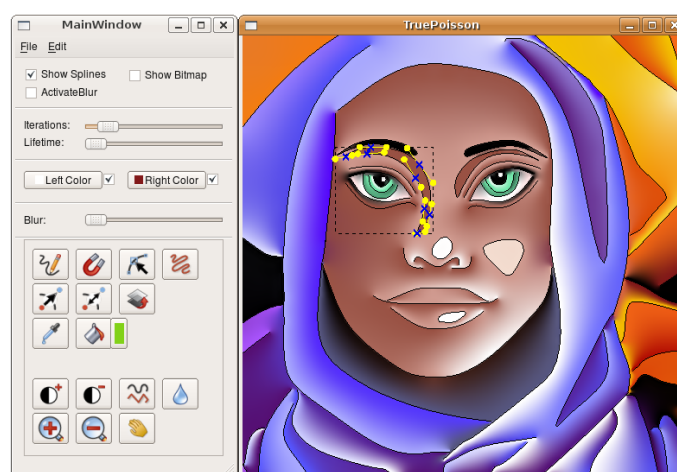 MainWindow
File Edit
Show Splines Show Bitmap
ActivateBlur
Iterations:
Lifetime:
Left Color Right Color
Blur:
TruePoisson